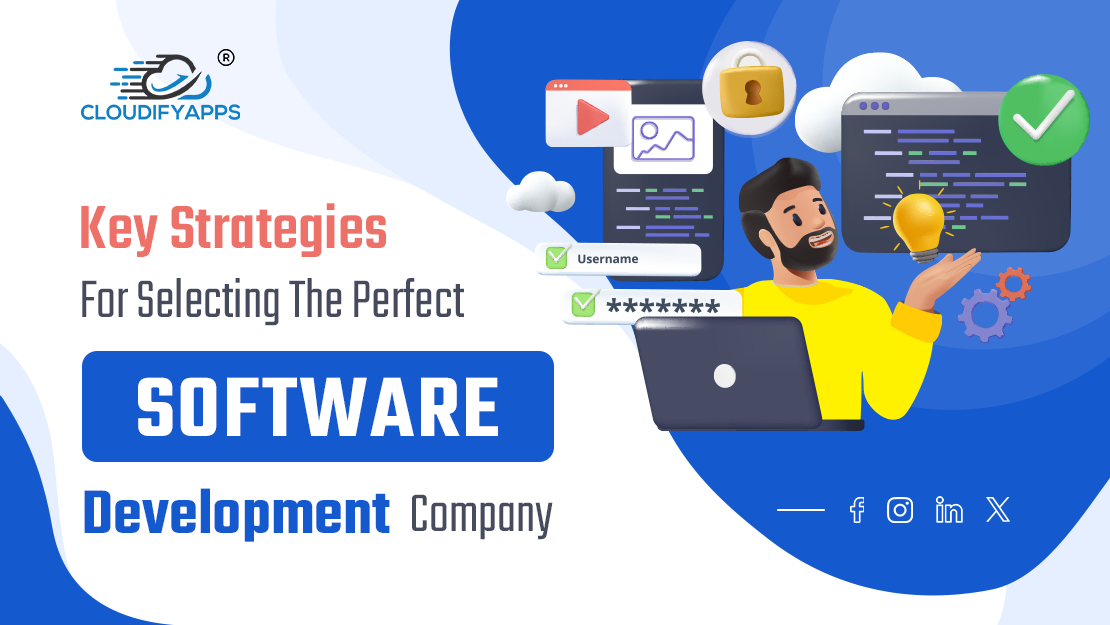 ®
CLOUDIFYAPPS
Key Strategies
For Selecting The Perfect
SOFTWARE
Development Company
Username
*******